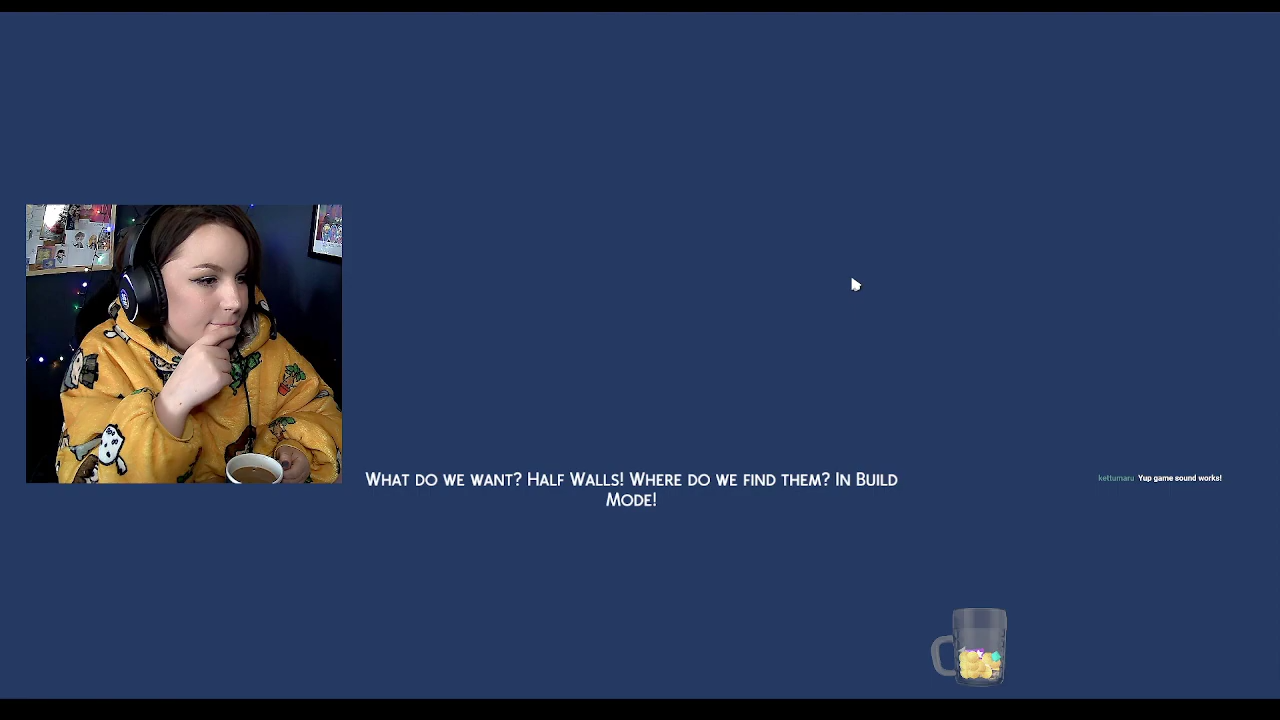 What do we want? Half Walls! Where do we find them? In Build
Mode!
kettumaru Yup game sound works!